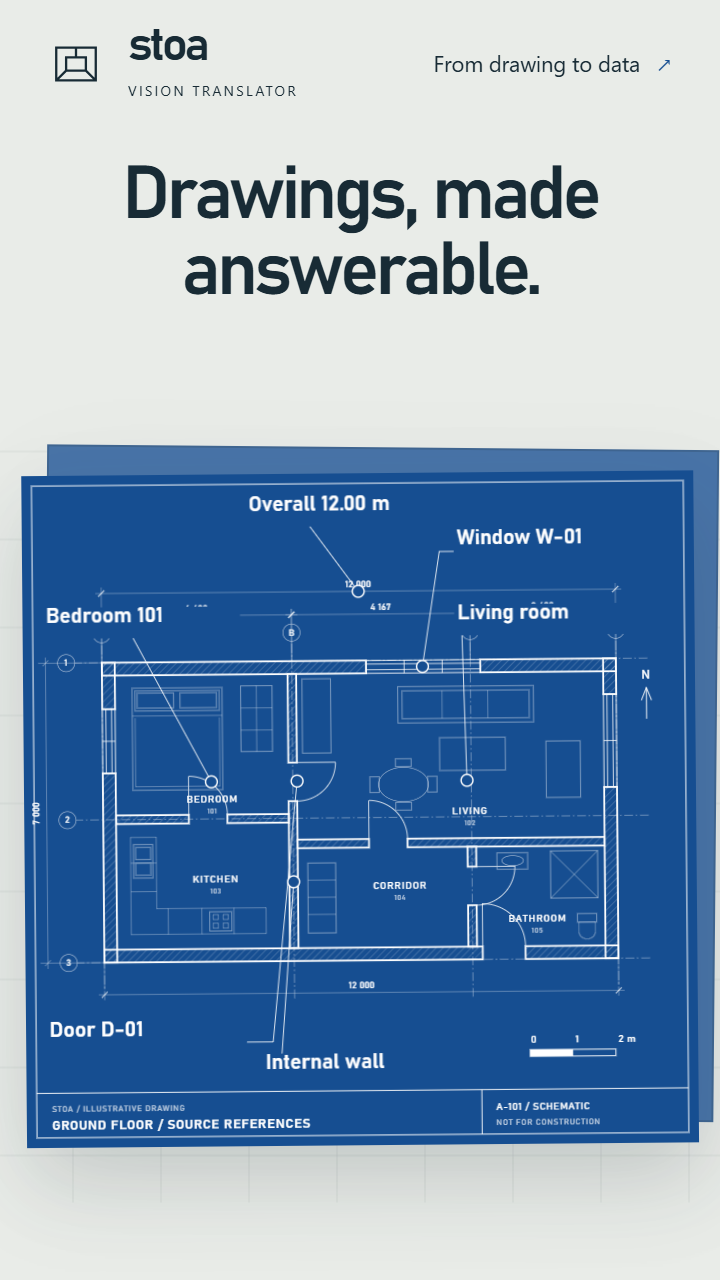 stoa
VISION TRANSLATOR
From drawing to data ↗
Drawings, made
answerable.
Overall 12.00 m
Window W-01
12 000
Bedroom 101
4 167
Living room
B
1
N
BEDROOM
101
LIVING
102
7 000
2
KITCHEN
103
CORRIDOR
104
BATHROOM
105
3
12 000
Door D-01
Internal wall
0 1 2 m
STOA / ILLUSTRATIVE DRAWING
GROUND FLOOR / SOURCE REFERENCES
A-101 / SCHEMATIC
NOT FOR CONSTRUCTION